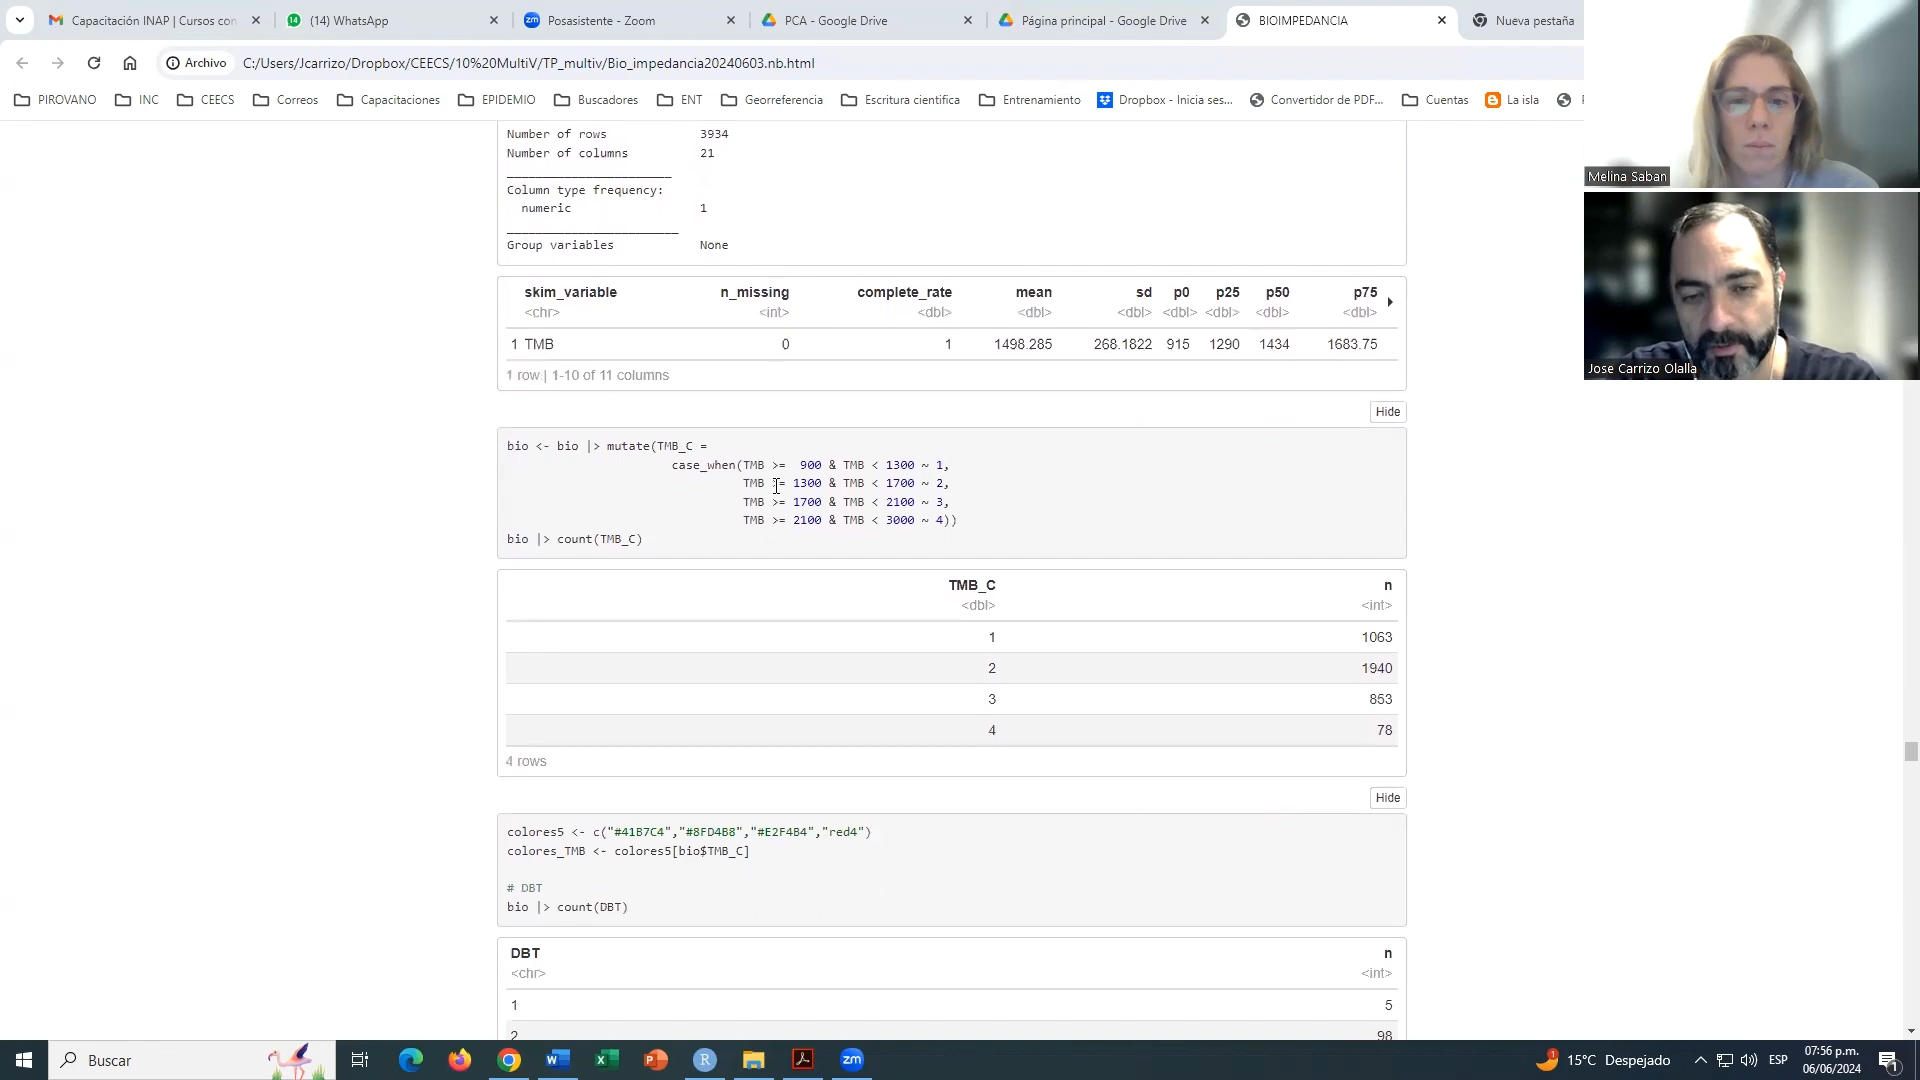 Capacitación INAP | Cursos con
(14) WhatsApp
Posasistente - Zoom
PCA - Google Drive
Página principal - Google Drive
BIOIMPEDANCIA
Nueva pestaña
Archivo
C:/Users/Jcarrizo/Dropbox/CEECS/10%20MultiV/TP_multiv/Bio_impedancia20240603.nb.html
PIROVANO
INC
CEECS
Correos
Capacitaciones
EPIDEMIO
Buscadores
ENT
Georreferencia
Escritura cientifica
Entrenamiento
Dropbox - Inicia ses...
Convertidor de PDF...
Cuentas
La isla
Number of rows 3934
Number of columns 21
_______________________
Column type frequency:
numeric 1
________________________
Group variables None
skim_variable n_missing complete_rate mean sd p0 p25 p50 p75
<chr> <int> <dbl> <dbl> <dbl> <dbl> <dbl> <dbl> <dbl>
1 TMB 0 1 1498.285 268.1822 915 1290 1434 1683.75
1 row | 1-10 of 11 columns
Hide
bio <- bio |> mutate(TMB_C =
case_when(TMB >= 900 & TMB < 1300 ~ 1,
TMB >= 1300 & TMB < 1700 ~ 2,
TMB >= 1700 & TMB < 2100 ~ 3,
TMB >= 2100 & TMB < 3000 ~ 4))
bio |> count(TMB_C)
TMB_C n
<dbl> <int>
1 1063
2 1940
3 853
4 78
4 rows
Hide
colores5 <- c("#41B7C4","#8FD4B8","#E2F4B4","red4")
colores_TMB <- colores5[bio$TMB_C]
# DBT
bio |> count(DBT)
DBT n
<chr> <int>
1 5
2 98
Melina Saban
Jose Carrizo Olalla
Buscar
15°C Despejado
ESP
07:56 p.m.
06/06/2024
1